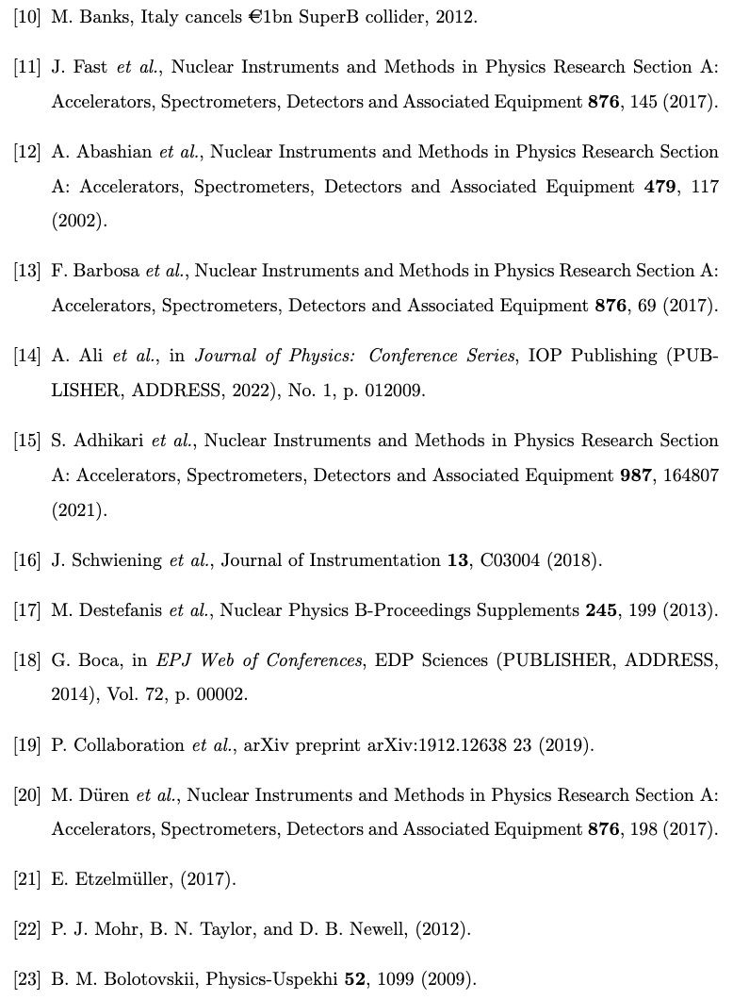 [10] M. Banks, Italy cancels €1bn SuperB collider, 2012.
[11] J. Fast et al., Nuclear Instruments and Methods in Physics Research Section A:
Accelerators, Spectrometers, Detectors and Associated Equipment 876, 145 (2017).
[12] A. Abashian et al., Nuclear Instruments and Methods in Physics Research Section
A: Accelerators, Spectrometers, Detectors and Associated Equipment 479, 117
(2002).
[13] F. Barbosa et al., Nuclear Instruments and Methods in Physics Research Section A:
Accelerators, Spectrometers, Detectors and Associated Equipment 876, 69 (2017).
[14] A. Ali et al., in Journal of Physics: Conference Series, IOP Publishing (PUB-
LISHER, ADDRESS, 2022), No. 1, p. 012009.
[15] S. Adhikari et al., Nuclear Instruments and Methods in Physics Research Section
A: Accelerators, Spectrometers, Detectors and Associated Equipment 987, 164807
(2021).
[16] J. Schwiening et al., Journal of Instrumentation 13, C03004 (2018).
[17] M. Destefanis et al., Nuclear Physics B-Proceedings Supplements 245, 199 (2013).
[18] G. Boca, in EPJ Web of Conferences, EDP Sciences (PUBLISHER, ADDRESS,
2014), Vol. 72, p. 00002.
[19] P. Collaboration et al., arXiv preprint arXiv:1912.12638 23 (2019).
[20] M. Düren et al., Nuclear Instruments and Methods in Physics Research Section A:
Accelerators, Spectrometers, Detectors and Associated Equipment 876, 198 (2017).
[21] E. Etzelmüller, (2017).
[22] P. J. Mohr, B. N. Taylor, and D. B. Newell, (2012).
[23] B. M. Bolotovskii, Physics-Uspekhi 52, 1099 (2009).